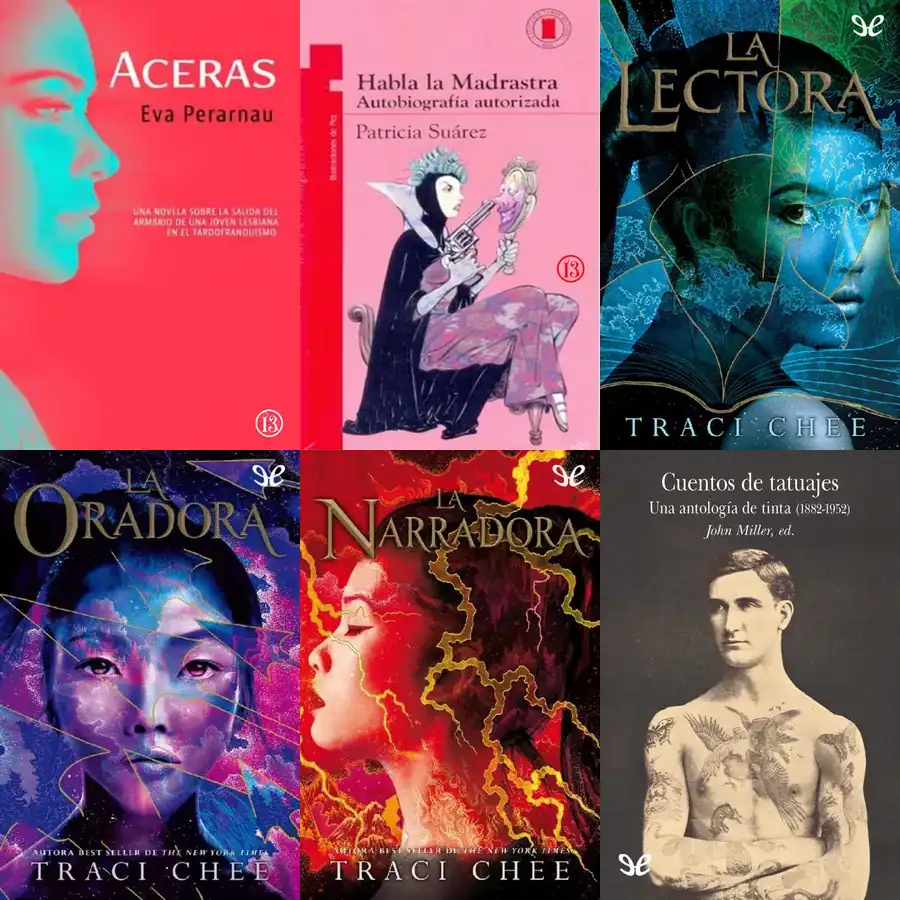 ACERAS
Eva Perarnau
UNA NOVELA SOBRE LA SALIDA DEL
ARMARIO DE UNA JOVEN LESBIANA
EN EL TARDOFRANQUISMO.
13
Habla la Madrastra
Autobiografía autorizada
Patricia Suárez
Ilustraciones de Pez
13
LA
LECTORA
TRACI CHEE
LA
ORADORA
AUTORA BEST SELLER DE THE NEW YORK TIMES
TRACI CHEE
LA
NARRADORA
AUTORA BEST SELLER DE THE NEW YORK TIMES
TRACI CHEE
Cuentos de tatuajes
Una antología de tinta (1882-1952)
John Miller, ed.